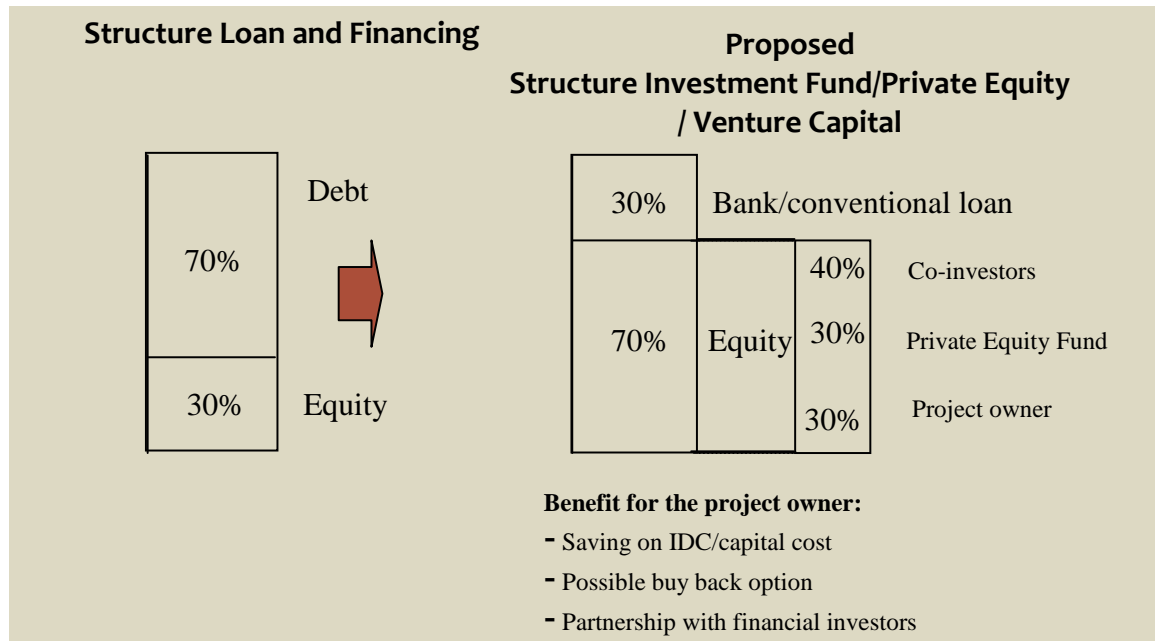 Structure Loan and Financing
Debt
70%
30%
Equity
Proposed
Structure Investment Fund/Private Equity
/ Venture Capital
30%
Bank/conventional loan
70%
Equity
40%
Co-investors
30%
Private Equity Fund
30%
Project owner
Benefit for the project owner:
- Saving on IDC/capital cost
- Possible buy back option
- Partnership with financial investors